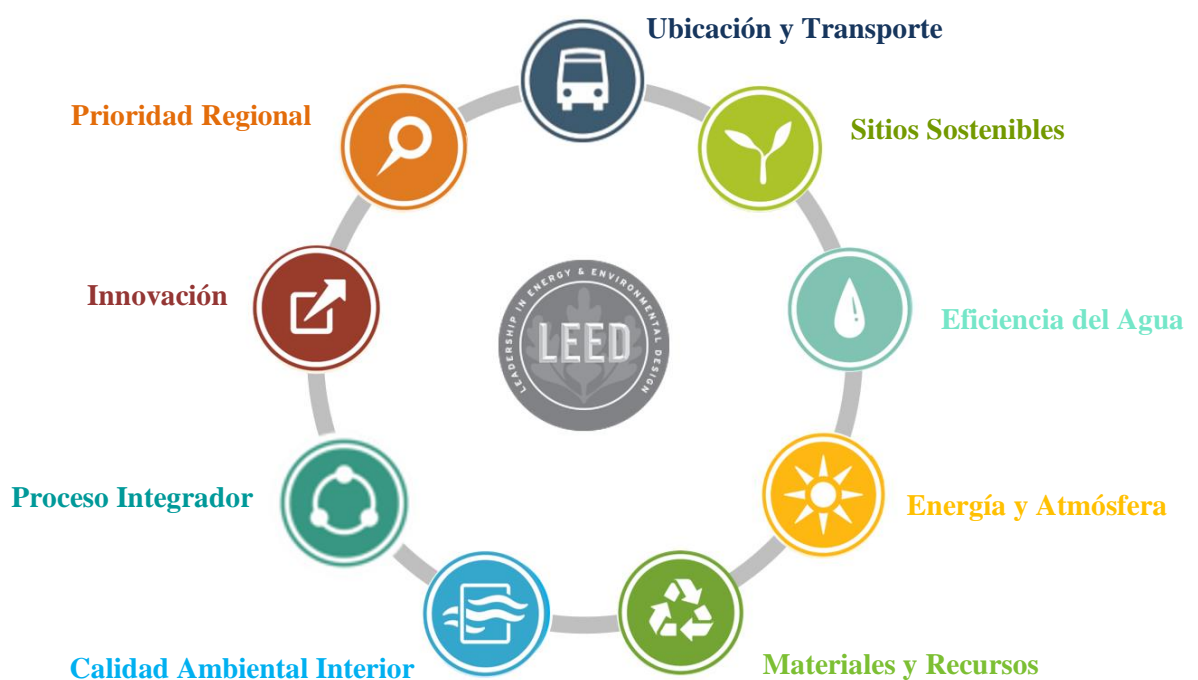 Ubicación y Transporte
Prioridad Regional
Sitios Sostenibles
Innovación
LEADERSHIP IN ENERGY & ENVIRONMENTAL DESIGN
LEED
Eficiencia del Agua
Proceso Integrador
Energía y Atmósfera
Calidad Ambiental Interior
Materiales y Recursos